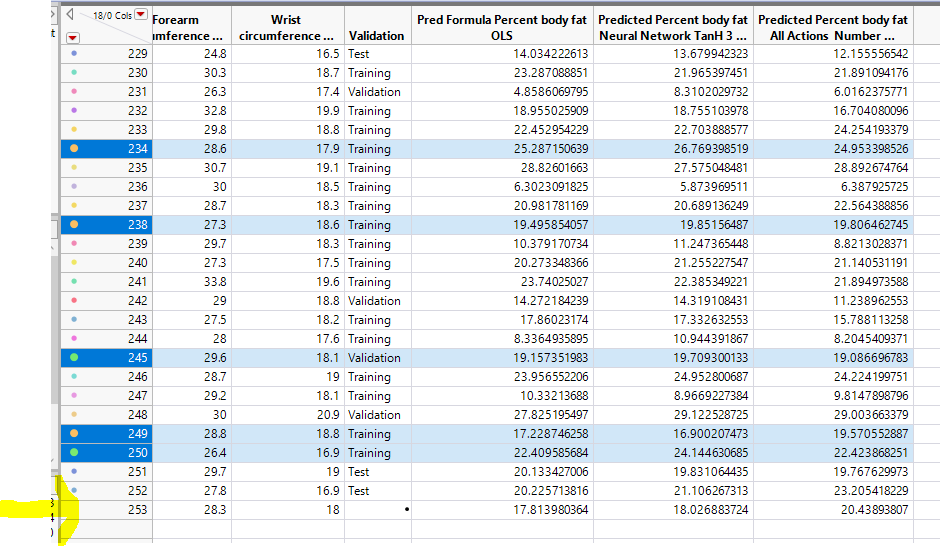 18/0 Cols Forearm Wrist Pred Formula Percent body fat Predicted Percent body fat Predicted Percent body fat
umference ... circumference ... Validation OLS Neural Network TanH 3 ... All Actions Number ...
229 24.8 16.5 Test 14.034222613 13.679942323 12.155556542
230 30.3 18.7 Training 23.287088851 21.965397451 21.891094176
231 26.3 17.4 Validation 4.8586069795 8.3102029732 6.0162375771
232 32.8 19.9 Training 18.955025909 18.755103978 16.704080096
233 29.8 18.8 Training 22.452954229 22.703888577 24.254193379
234 28.6 17.9 Training 25.287150639 26.769398519 24.953398526
235 30.7 19.1 Training 28.82601663 27.575048481 28.892674764
236 30 18.5 Training 6.3023091825 5.873969511 6.387925725
237 28.7 18.3 Training 20.981781169 20.689136249 22.564388856
238 27.3 18.6 Training 19.495854057 19.85156487 19.806462745
239 29.7 18.3 Training 10.379170734 11.247365448 8.8213028371
240 27.3 17.5 Training 20.273348366 21.255227547 21.140531191
241 33.8 19.6 Training 23.74025027 22.385349221 21.894973588
242 29 18.8 Validation 14.272184239 14.319108431 11.238962553
243 27.5 18.2 Training 17.86023174 17.332632553 15.788113258
244 28 17.6 Training 8.3364935895 10.944391867 8.2045409371
245 29.6 18.1 Validation 19.157351983 19.709300133 19.086696783
246 28.7 19 Training 23.956552206 24.952800687 24.224199751
247 29.2 18.1 Training 10.33213688 8.9669227384 9.8147898796
248 30 20.9 Validation 27.825195497 29.122528725 29.003663379
249 28.8 18.8 Training 17.228746258 16.900207473 19.570552887
250 26.4 16.9 Training 22.409585684 24.144630685 22.423868251
251 29.7 19 Test 20.133427006 19.831064435 19.767629973
252 27.8 16.9 Test 20.225713816 21.106267313 23.205418229
253 28.3 18 • 17.813980364 18.026883724 20.43893807